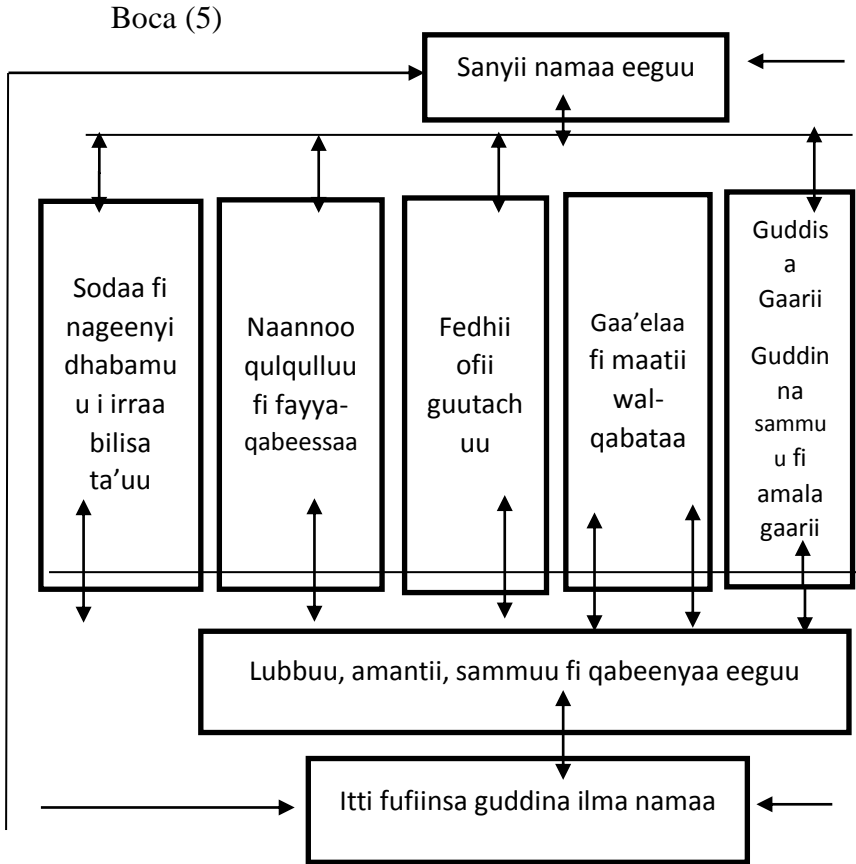 Boca (5)
Sanyii namaa eeguu
Sodaa fi
nageenyi
dhabamu
u i irraa
bilisa
ta’uu
Naannoo
qulqulluu
fi fayya-
qabeessaa
Fedhii
ofii
guutach
uu
Gaa’elaa
fi maatii
wal-
qabataa
Guddis
a
Gaarii
Guddin
na
sammu
u fi
amala
gaarii
Lubbuu, amantii, sammuu fi qabeenyaa eeguu
Itti fufiinsa guddina ilma namaa